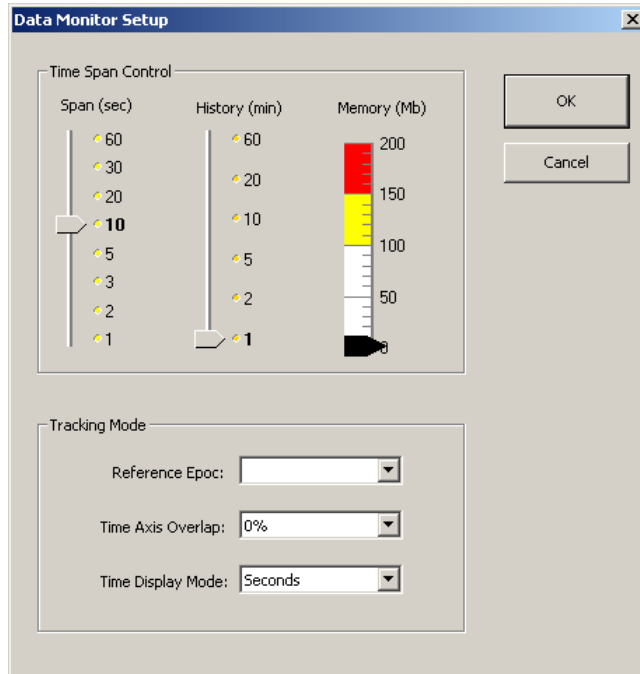 Data Monitor Setup
Time Span Control
Span (sec)
60
30
20
10
5
3
2
1
History (min)
60
20
10
5
2
1
Memory (Mb)
200
150
100
50
0
OK
Cancel
Tracking Mode
Reference Epoc:
Time Axis Overlap: 0%
Time Display Mode: Seconds